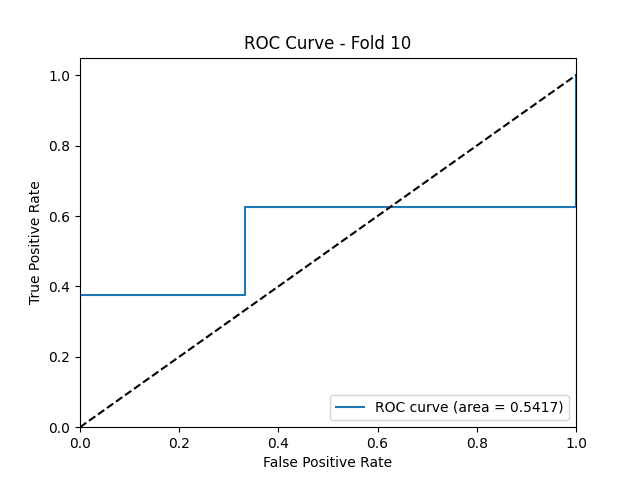 ROC Curve - Fold 10
True Positive Rate
1.0
0.8
0.6
0.4
0.2
0.0
ROC curve (area = 0.5417)
0.0 0.2 0.4 0.6 0.8 1.0
False Positive Rate